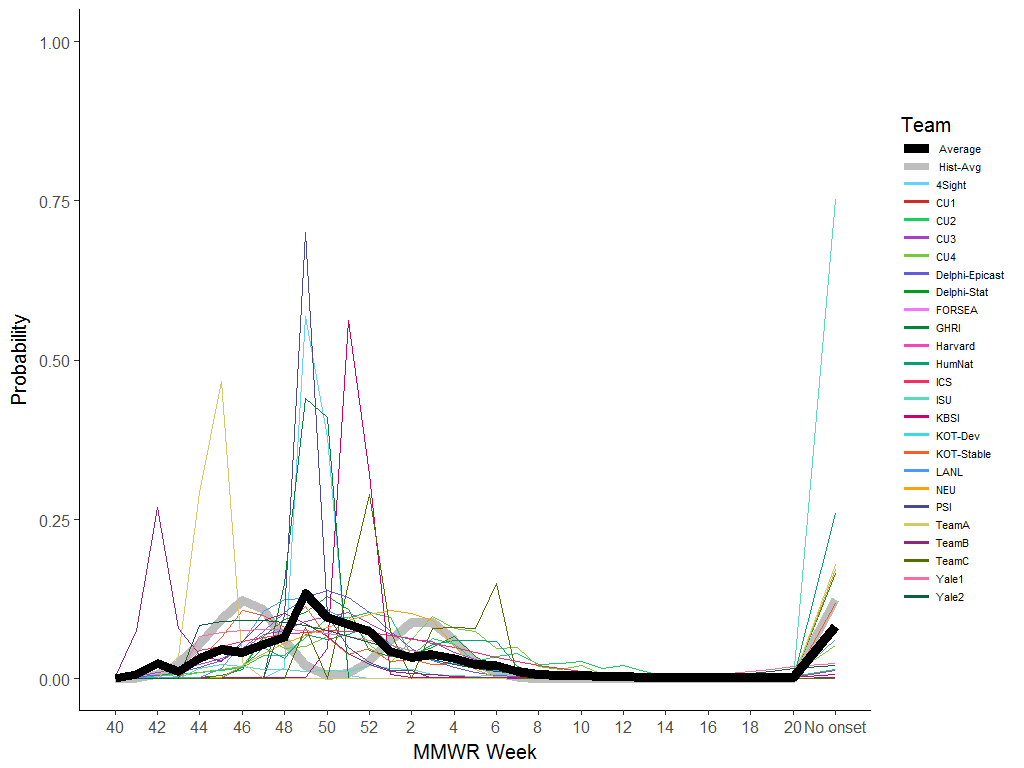 1.00
0.75
0.50
0.25
0.00
Probability
40 42 44 46 48 50 52 2 4 6 8 10 12 14 16 18 20 No onset
MMWR Week
Team
Average
Hist-Avg
4Sight
CU1
CU2
CU3
CU4
Delphi-Epicast
Delphi-Stat
FORSEA
GHRI
Harvard
HumNat
ICS
ISU
KBSI
KOT-Dev
KOT-Stable
LANL
NEU
PSI
TeamA
TeamB
TeamC
Yale1
Yale2